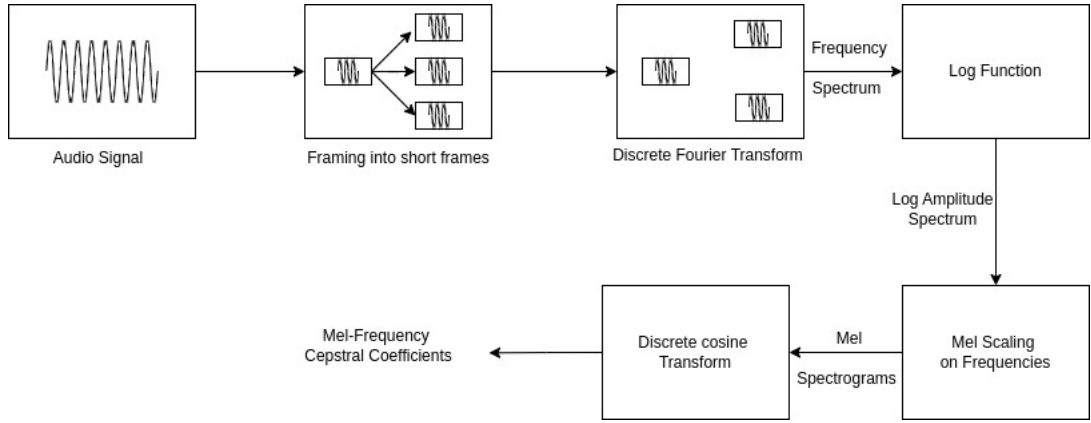 Audio Signal
Framing into short frames
Discrete Fourier Transform
Frequency
Spectrum
Log Function
Log Amplitude
Spectrum
Mel Scaling
on Frequencies
Mel
Spectrograms
Discrete cosine
Transform
Mel-Frequency
Cepstral Coefficients